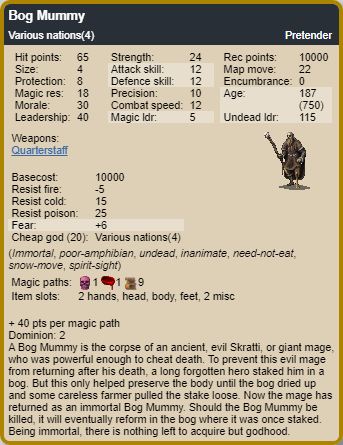 Bog Mummy
Various nations(4) Pretender
Hit points: 65 Strength: 24 Rec points: 10000
Size: 4 Attack skill: 12 Map move: 22
Protection: 8 Defence skill: 12 Encumbrance: 0
Magic res: 18 Precision: 10 Age: 187
Morale: 30 Combat speed: 12 (750)
Leadership: 40 Magic ldr: 5 Undead ldr: 115
Weapons:
Quarterstaff
Basecost: 10000
Resist fire: -5
Resist cold: 15
Resist poison: 25
Fear: +6
Cheap god (20): Various nations(4)
(Immortal, poor-amphibian, undead, inanimate, need-not-eat,
snow-move, spirit-sight)
Magic paths: 1 1 9
Item slots: 2 hands, head, body, feet, 2 misc
+ 40 pts per magic path
Dominion: 2
A Bog Mummy is the corpse of an ancient, evil Skratti, or giant mage,
who was powerful enough to cheat death. To prevent this evil mage
from returning after his death, a long forgotten hero staked him in a
bog. But this only helped preserve the body until the bog dried up
and some careless farmer pulled the stake loose. Now the mage has
returned as an immortal Bog Mummy. Should the Bog Mummy be
killed, it will eventually reform in the bog where it was once staked.
Being immortal, there is nothing left to acquire but godhood.